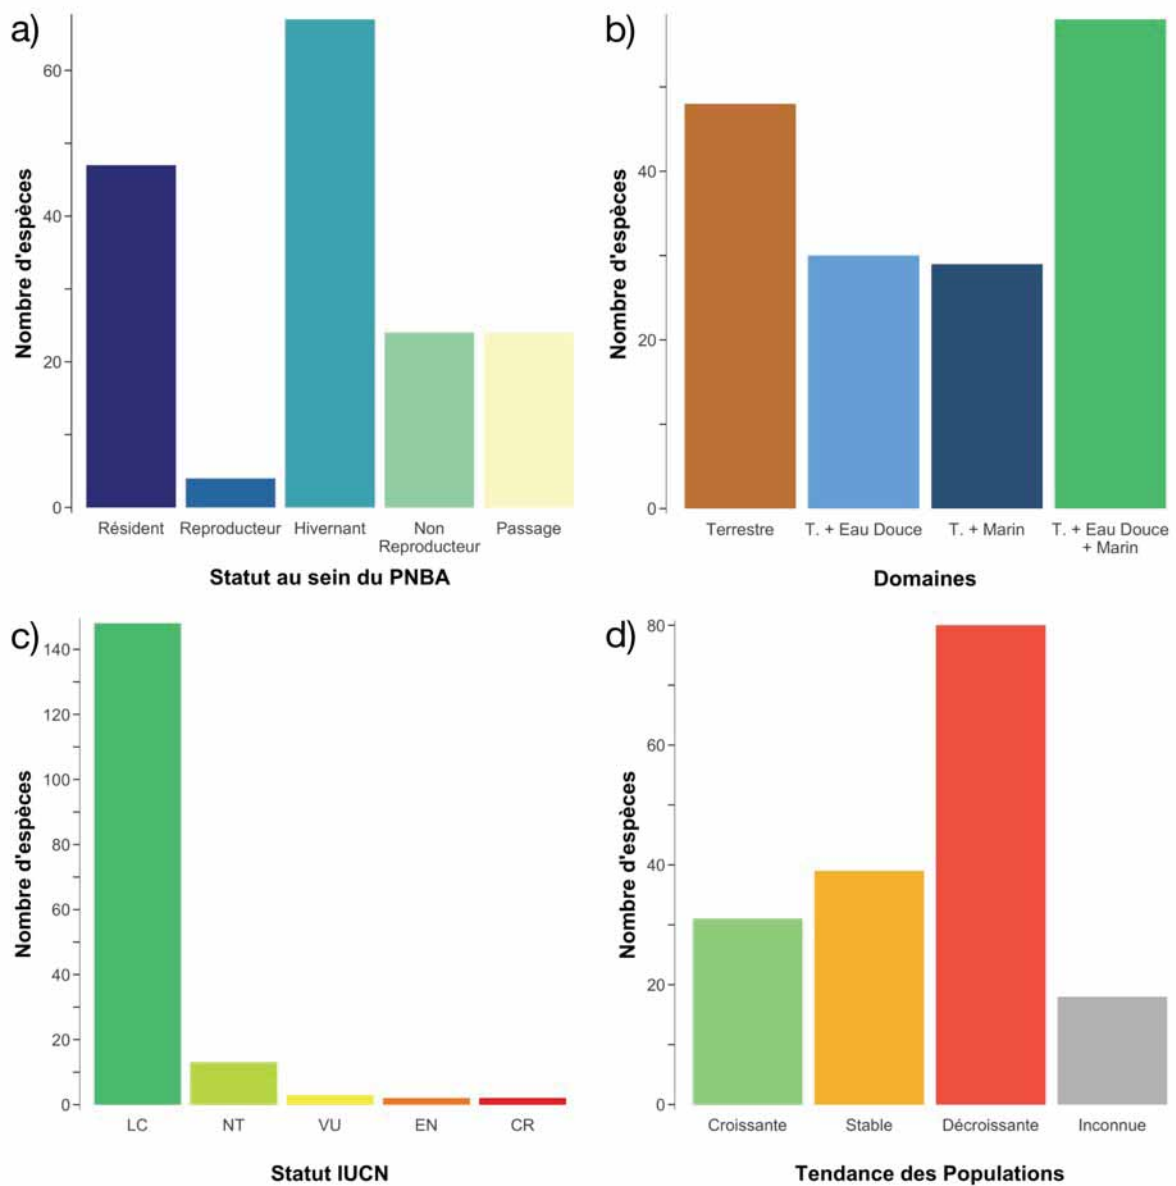 a)
Nombre d'espèces
60
40
20
0
Résident
Reproducteur
Hivernant
Non
Reproducteur
Passage
Statut au sein du PNBA
b)
Nombre d'espèces
40
20
0
Terrestre
T. + Eau Douce
T. + Marin
T. + Eau Douce
+ Marin
Domaines
c)
Nombre d'espèces
140
120
100
80
60
40
20
0
LC
NT
VU
EN
CR
Statut IUCN
d)
Nombre d'espèces
80
60
40
20
0
Croissante
Stable
Décroissante
Inconnue
Tendance des Populations